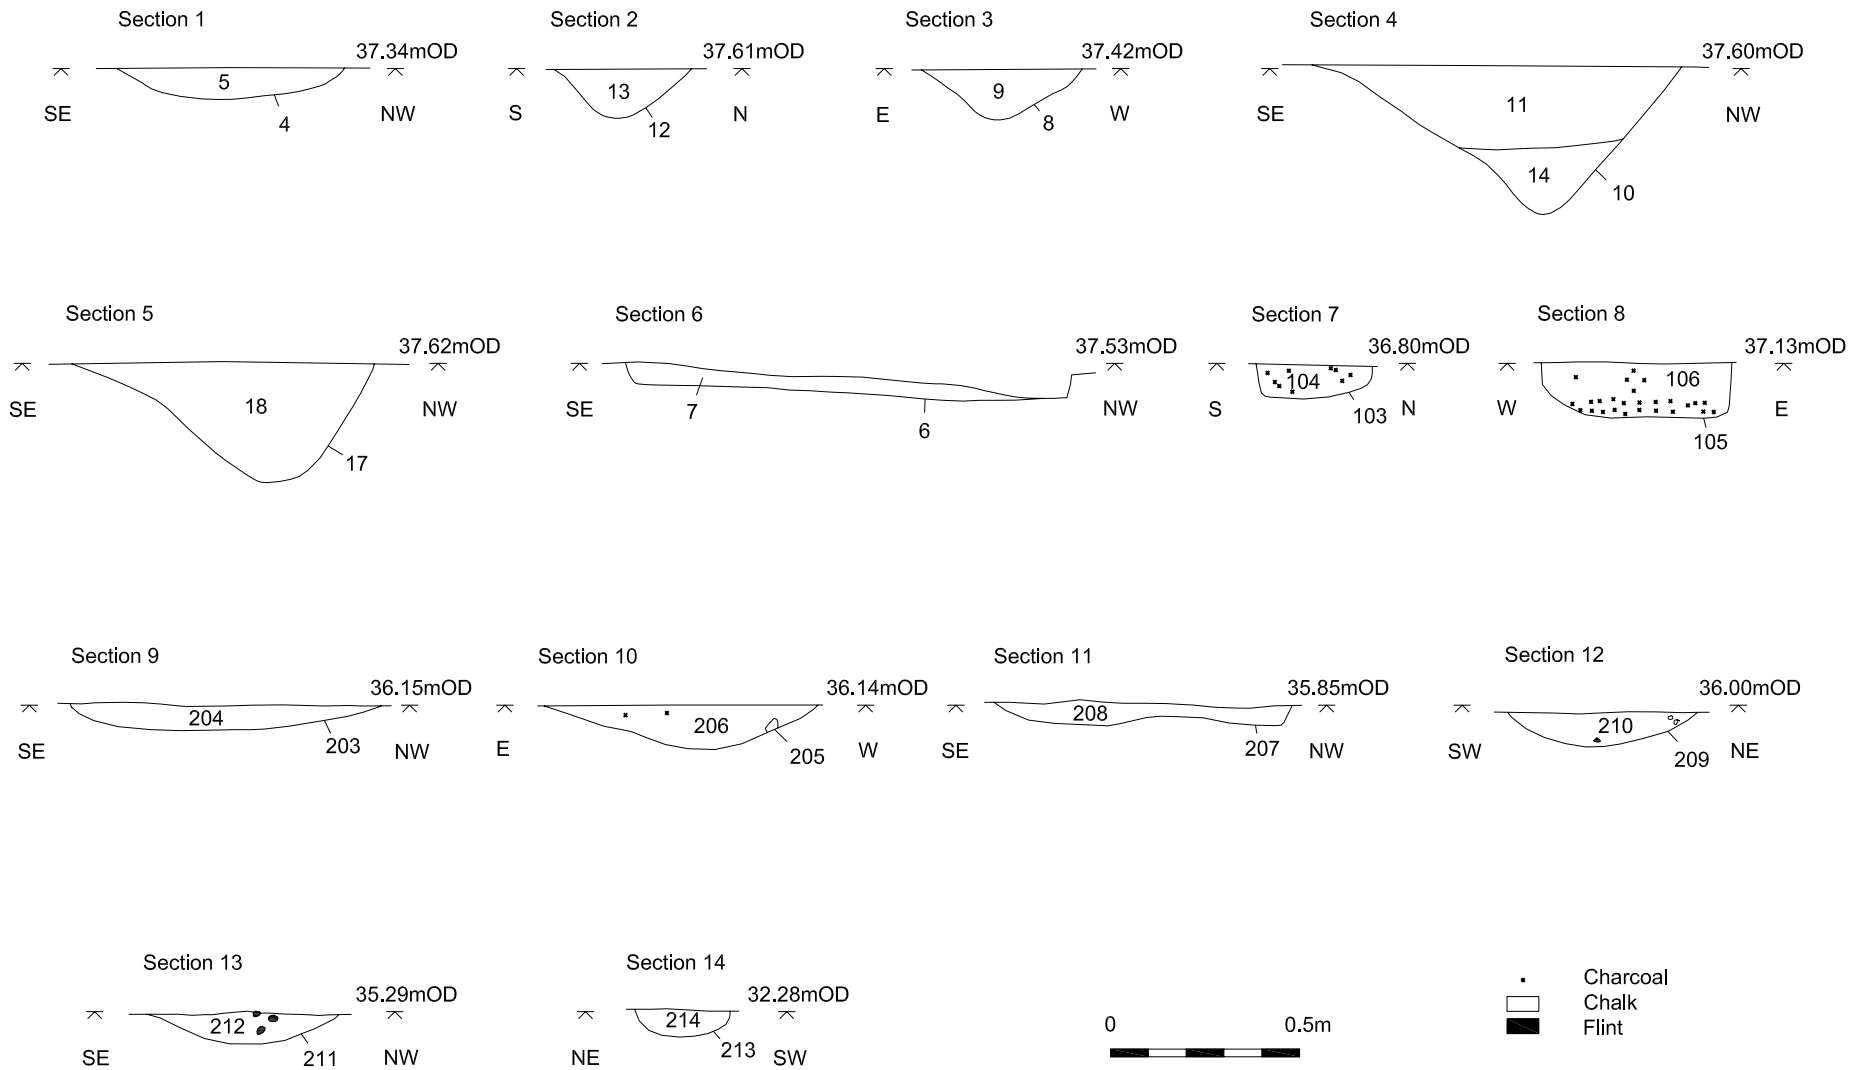 Section 1
37.34mOD
SE
5
4
NW
Section 2
37.61mOD
S
13
12
N
Section 3
37.42mOD
E
9
8
W
Section 4
37.60mOD
SE
11
14
10
NW
Section 5
37.62mOD
SE
18
17
NW
Section 6
37.53mOD
SE
7
6
NW
Section 7
36.80mOD
S
104
103
N
Section 8
37.13mOD
W
106
105
E
Section 9
36.15mOD
SE
204
203
NW
Section 10
36.14mOD
E
206
205
W
Section 11
35.85mOD
SE
208
207
NW
Section 12
36.00mOD
SW
210
209
NE
Section 13
35.29mOD
SE
212
211
NW
Section 14
32.28mOD
NE
214
213
SW
0 0.5m
Charcoal
Chalk
Flint